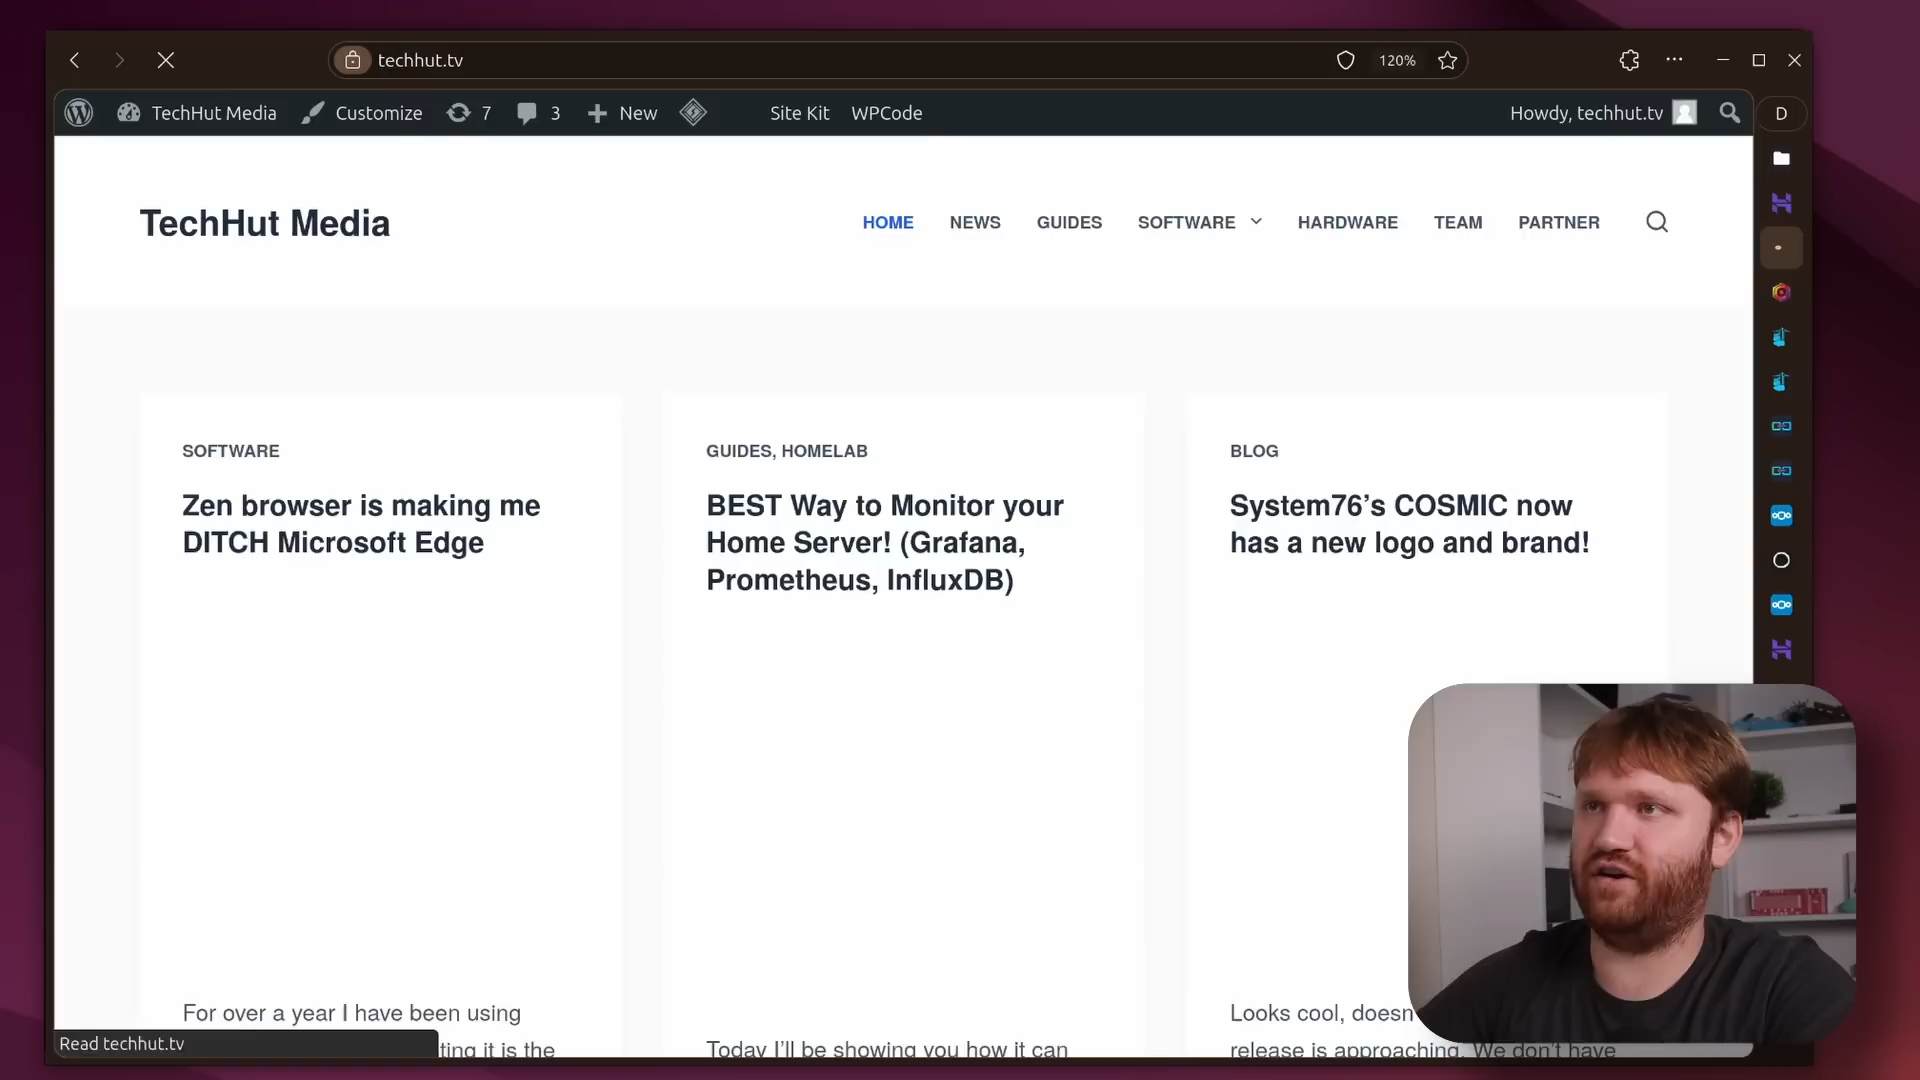 techhut.tv
120%
TechHut Media
Customize
7
3
New
Site Kit
WPCode
Howdy, techhut.tv
D
TechHut Media
HOME
NEWS
GUIDES
SOFTWARE
HARDWARE
TEAM
PARTNER
SOFTWARE
Zen browser is making me
DITCH Microsoft Edge
For over a year I have been using
ting it is the
GUIDES, HOMELAB
BEST Way to Monitor your
Home Server! (Grafana,
Prometheus, InfluxDB)
Today I'll be showing you how it can
BLOG
System76’s COSMIC now
has a new logo and brand!
Looks cool, doesn
release is approaching. We don't have
Read techhut.tv